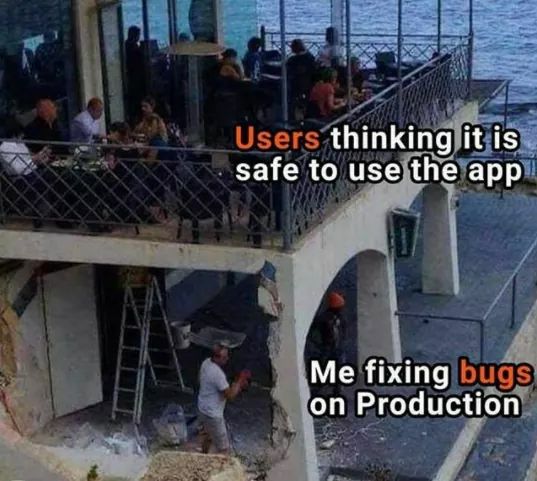 Users thinking it is
safe to use the app
Me fixing bugs
on Production